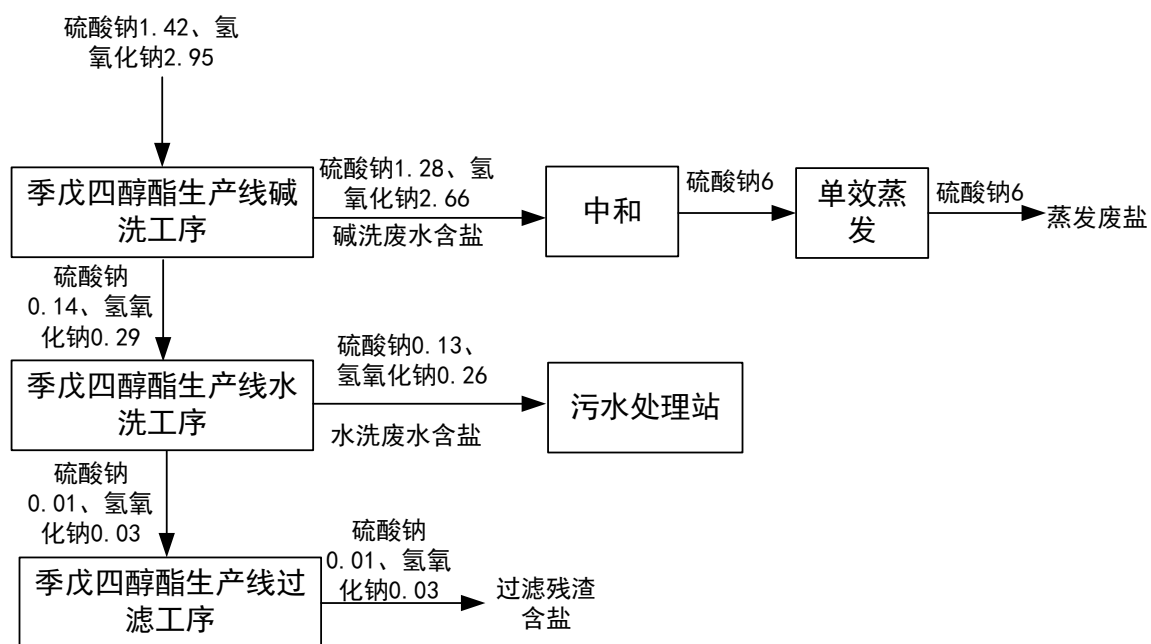 硫酸钠1.42、氢
氧化钠2.95
季戊四醇酯生产线碱
洗工序
硫酸钠1.28、氢
氧化钠2.66
碱洗废水含盐
中和
硫酸钠6
单效蒸
发
硫酸钠6
蒸发废盐
硫酸钠
0.14、氢氧
化钠0.29
季戊四醇酯生产线水
洗工序
硫酸钠0.13、
氢氧化钠0.26
水洗废水含盐
污水处理站
硫酸钠
0.01、氢氧
化钠0.03
季戊四醇酯生产线过
滤工序
硫酸钠
0.01、氢氧
化钠0.03
过滤残渣
含盐